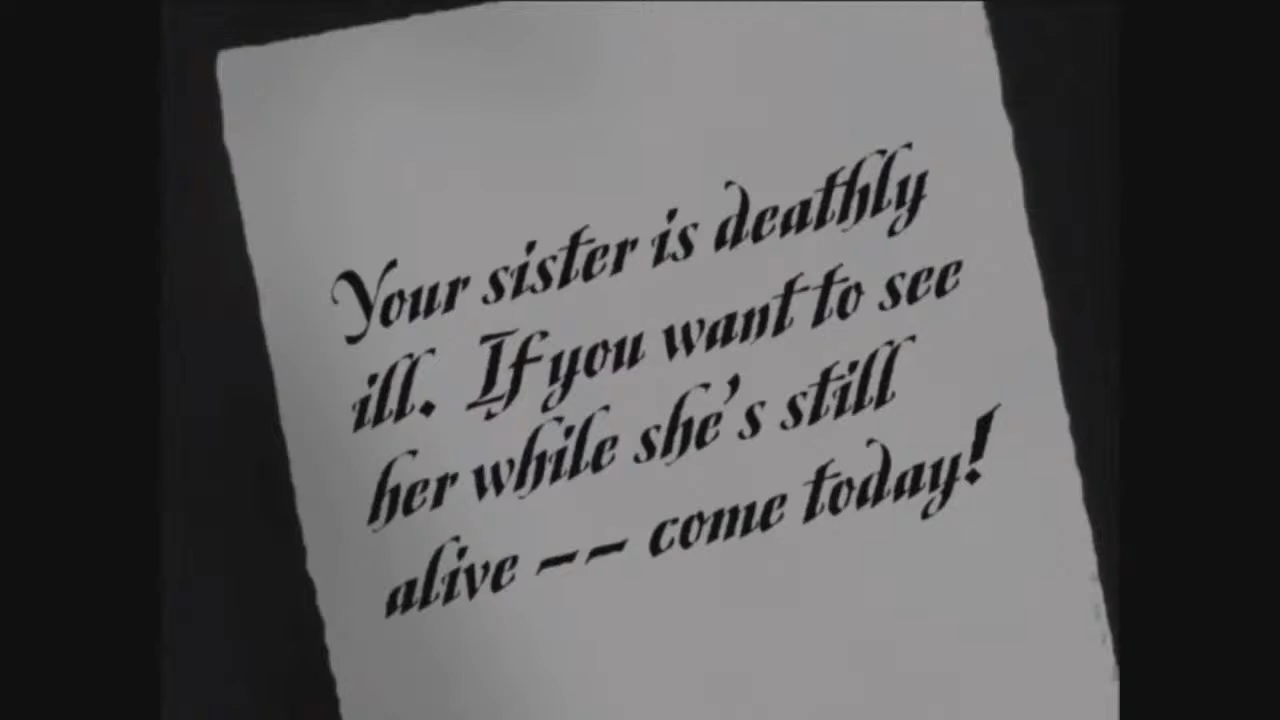 Your sister is deathly
ill. If you want to see
her while she's still
alive -- come today!